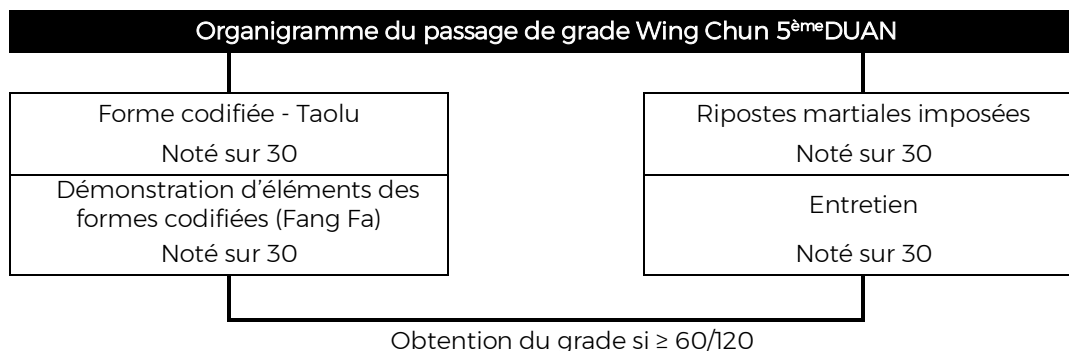 Organigramme du passage de grade Wing Chun 5èmeDUAN
Forme codifiée - Taolu
Noté sur 30
Démonstration d'éléments des
formes codifiées (Fang Fa)
Noté sur 30
Ripostes martiales imposées
Noté sur 30
Entretien
Noté sur 30
Obtention du grade si ≥ 60/120